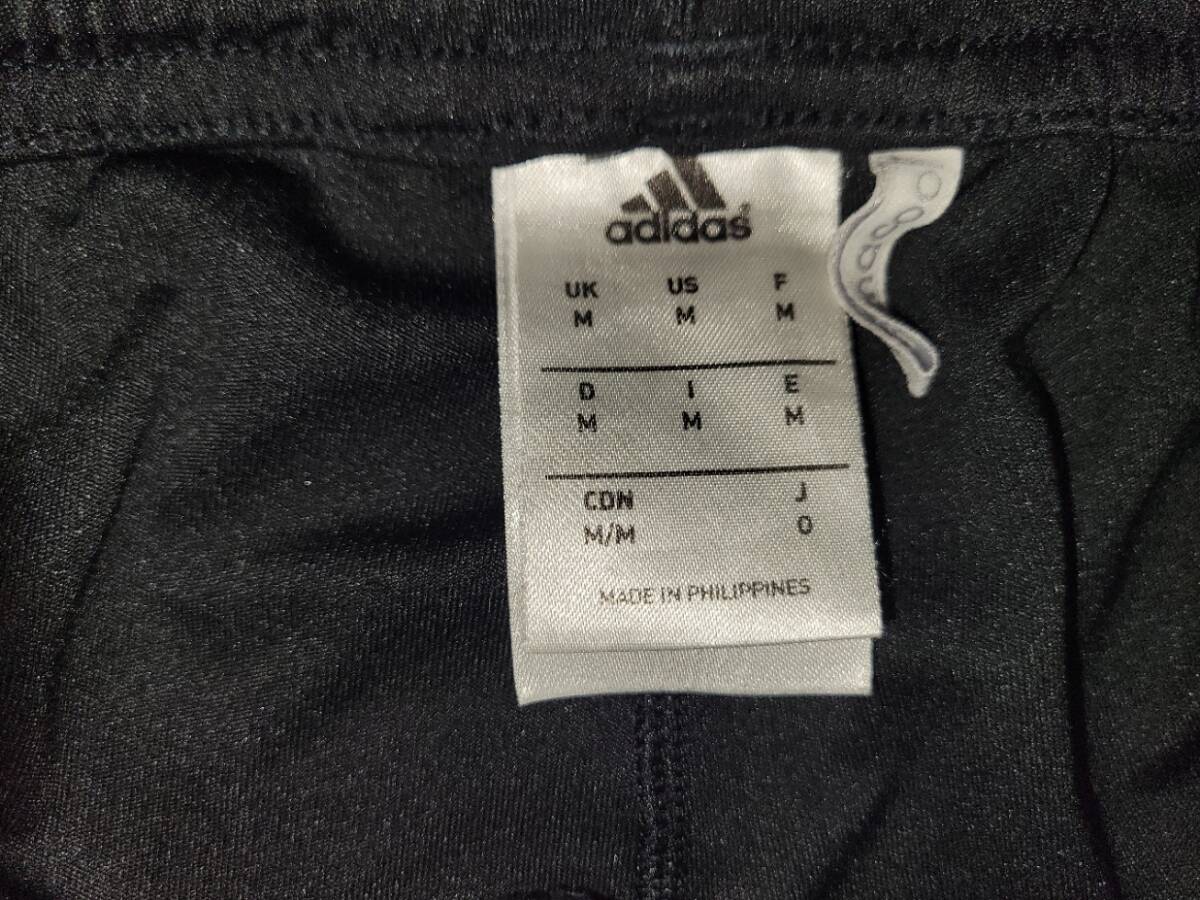 adidas
UK US F
M M M
D I E
M M M
CDN J
M/M O
MADE IN PHILIPPINES